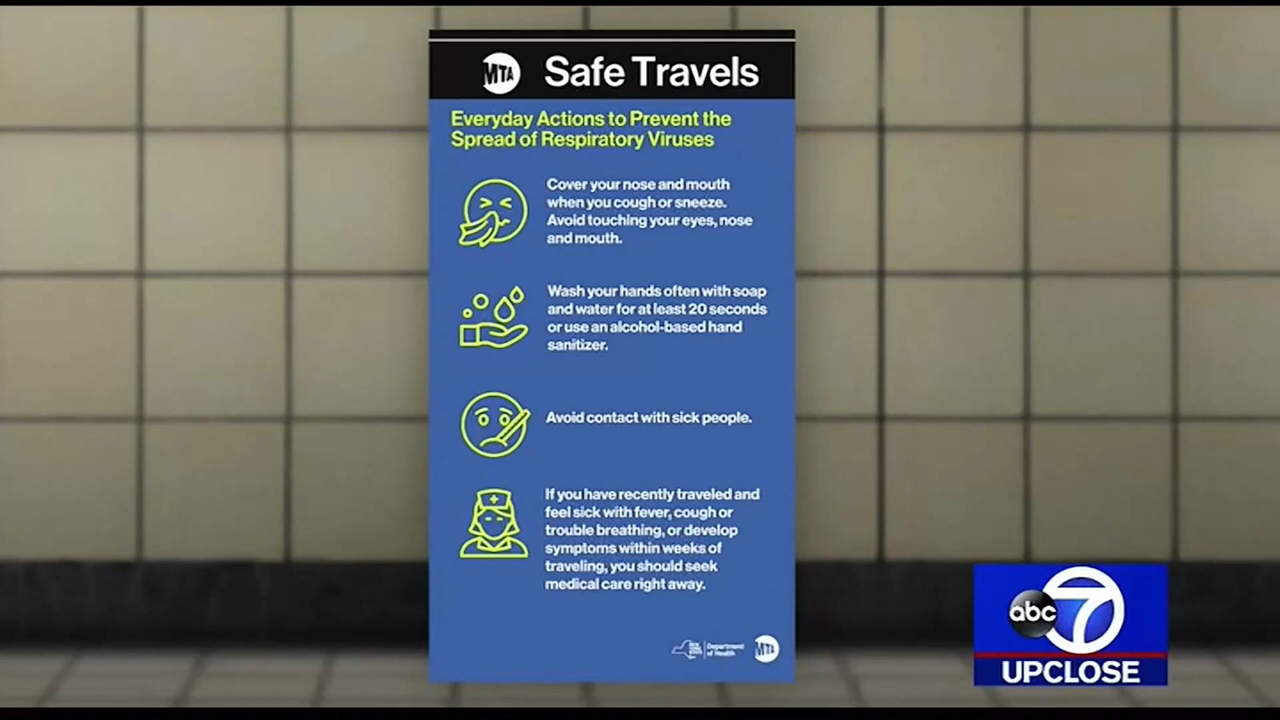 MTA Safe Travels
Everyday Actions to Prevent the
Spread of Respiratory Viruses
Cover your nose and mouth
when you cough or sneeze.
Avoid touching your eyes, nose
and mouth.
Wash your hands often with soap
and water for at least 20 seconds
or use an alcohol-based hand
sanitizer.
Avoid contact with sick people.
If you have recently traveled and
feel sick with fever, cough or
trouble breathing, or develop
symptoms within weeks of
traveling, you should seek
medical care right away.
Department
of Health
MTA
abc 7
UPCLOSE